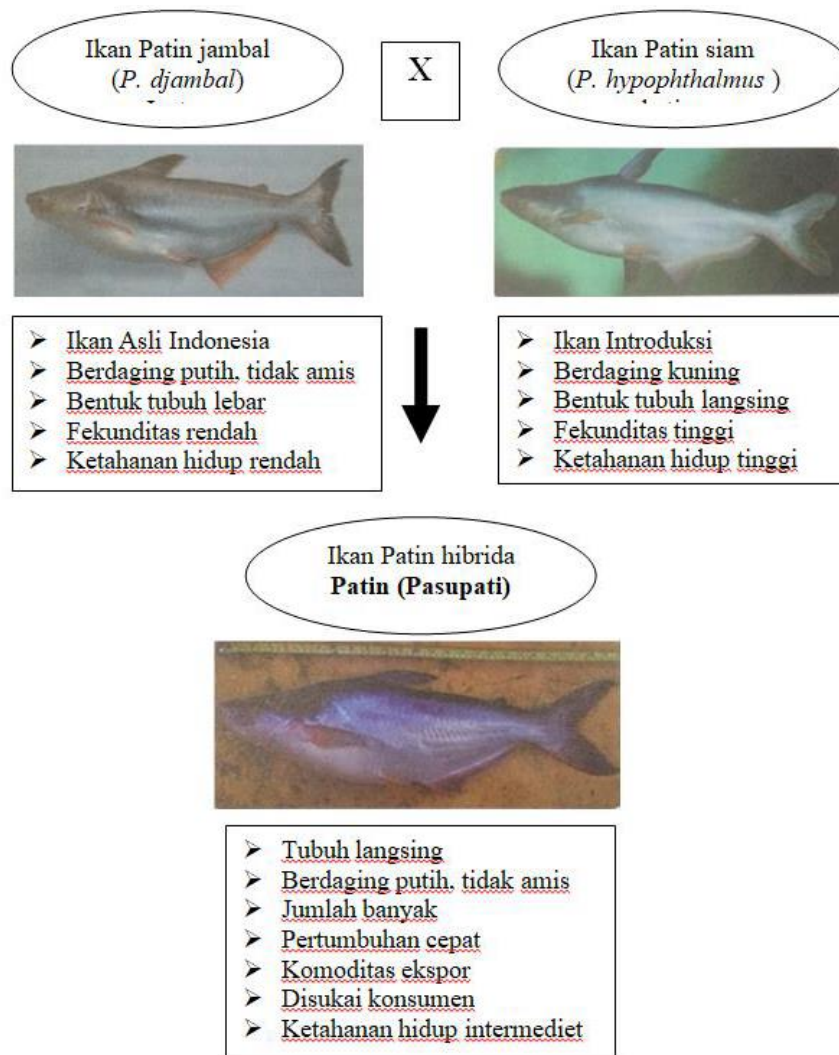 Ikan Patin jambal
(P. djambal)
X
Ikan Patin siam
(P. hypophthalmus )
Ikan Asli Indonesia
Berdaging putih, tidak amis
Bentuk tubuh lebar
Fekunditas rendah
Ketahanan hidup rendah
Ikan Introduksi
Berdaging kuning
Bentuk tubuh langsing
Fekunditas tinggi
Ketahanan hidup tinggi
Ikan Patin hibrida
Patin (Pasupati)
Tubuh langsing
Berdaging putih, tidak amis
Jumlah banyak
Pertumbuhan cepat
Komoditas ekspor
Disukai konsumen
Ketahanan hidup intermediet